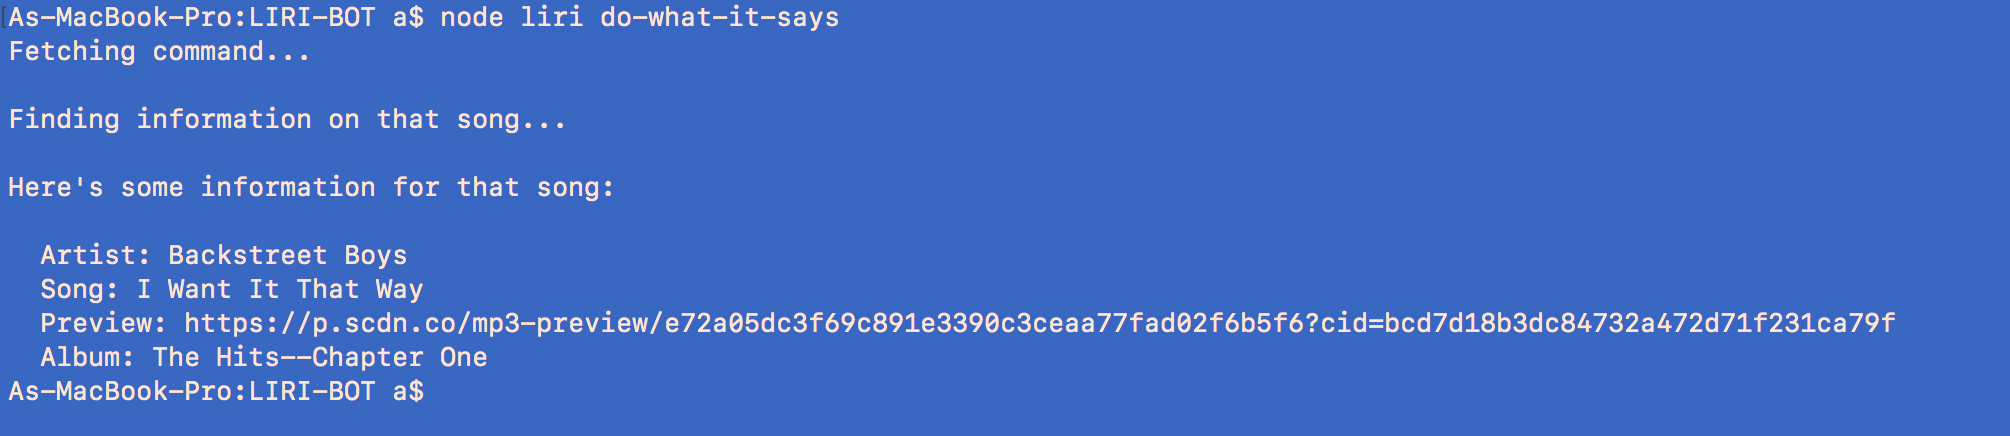 [As-MacBook-Pro:LIRI-BOT a$ node liri do-what-it-says
Fetching command...
Finding information on that song...
Here's some information for that song:
Artist: Backstreet Boys
Song: I Want It That Way
Preview: https://p.scdn.co/mp3-preview/e72a05dc3f69c891e3390c3ceaa77fad02f6b5f6?cid=bcd7d18b3dc84732a472d71f231ca79f
Album: The Hits--Chapter One
As-MacBook-Pro:LIRI-BOT a$